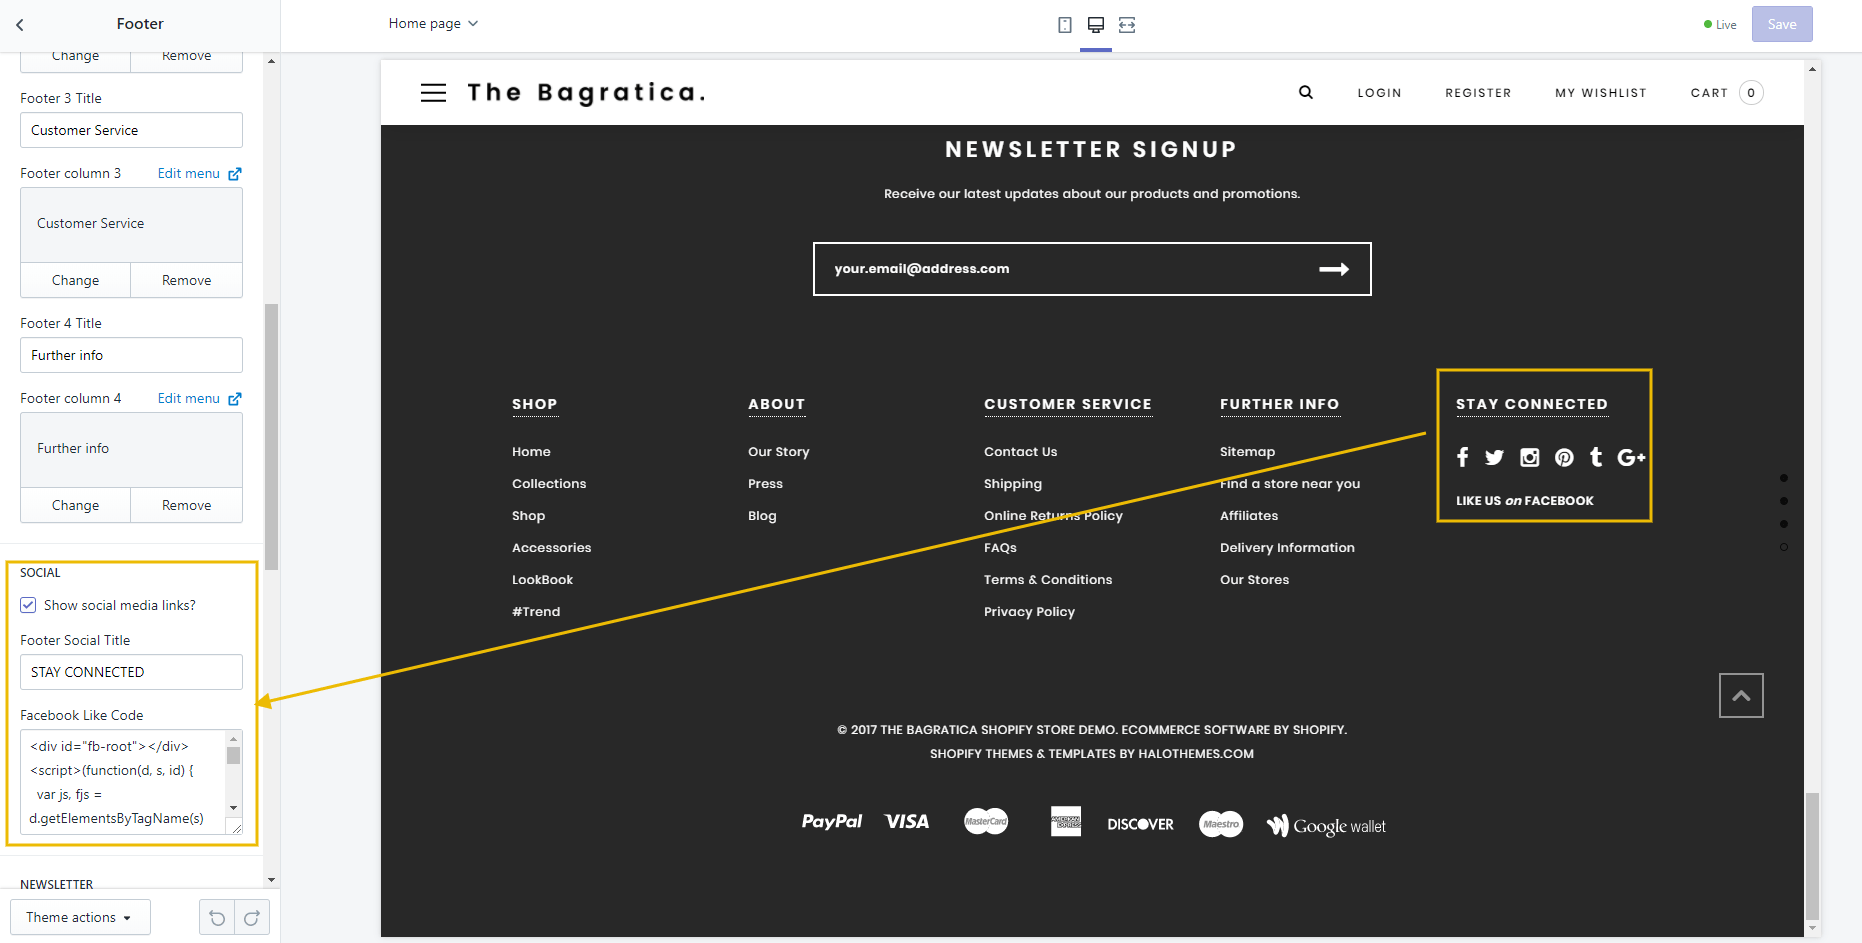 Footer
Home page
Live
Save
Change Remove
Footer 3 Title
Customer Service
Footer column 3 Edit menu
Customer Service
Change Remove
Footer 4 Title
Further info
Footer column 4 Edit menu
Further info
Change Remove
SOCIAL
Show social media links?
Footer Social Title
STAY CONNECTED
Facebook Like Code
<div id="fb-root"></div>
<script>(function(d, s, id) {
var js, fjs =
d.getElementsByTagName(s)
NEWSLETTER
Theme actions
The Bagratica.
LOGIN REGISTER MY WISHLIST CART 0
NEWSLETTER SIGNUP
Receive our latest updates about our products and promotions.
your.email@address.com
SHOP
Home
Collections
Shop
Accessories
LookBook
#Trend
ABOUT
Our Story
Press
Blog
CUSTOMER SERVICE
Contact Us
Shipping
Online Returns Policy
FAQs
Terms & Conditions
Privacy Policy
FURTHER INFO
Sitemap
Find a store near you
Affiliates
Delivery Information
Our Stores
STAY CONNECTED
LIKE US on FACEBOOK
© 2017 THE BAGRATICA SHOPIFY STORE DEMO. ECOMMERCE SOFTWARE BY SHOPIFY.
SHOPIFY THEMES & TEMPLATES BY HALOTHEMES.COM
PayPal VISA MasterCard AMERICAN EXPRESS DISCOVER Maestro Google wallet